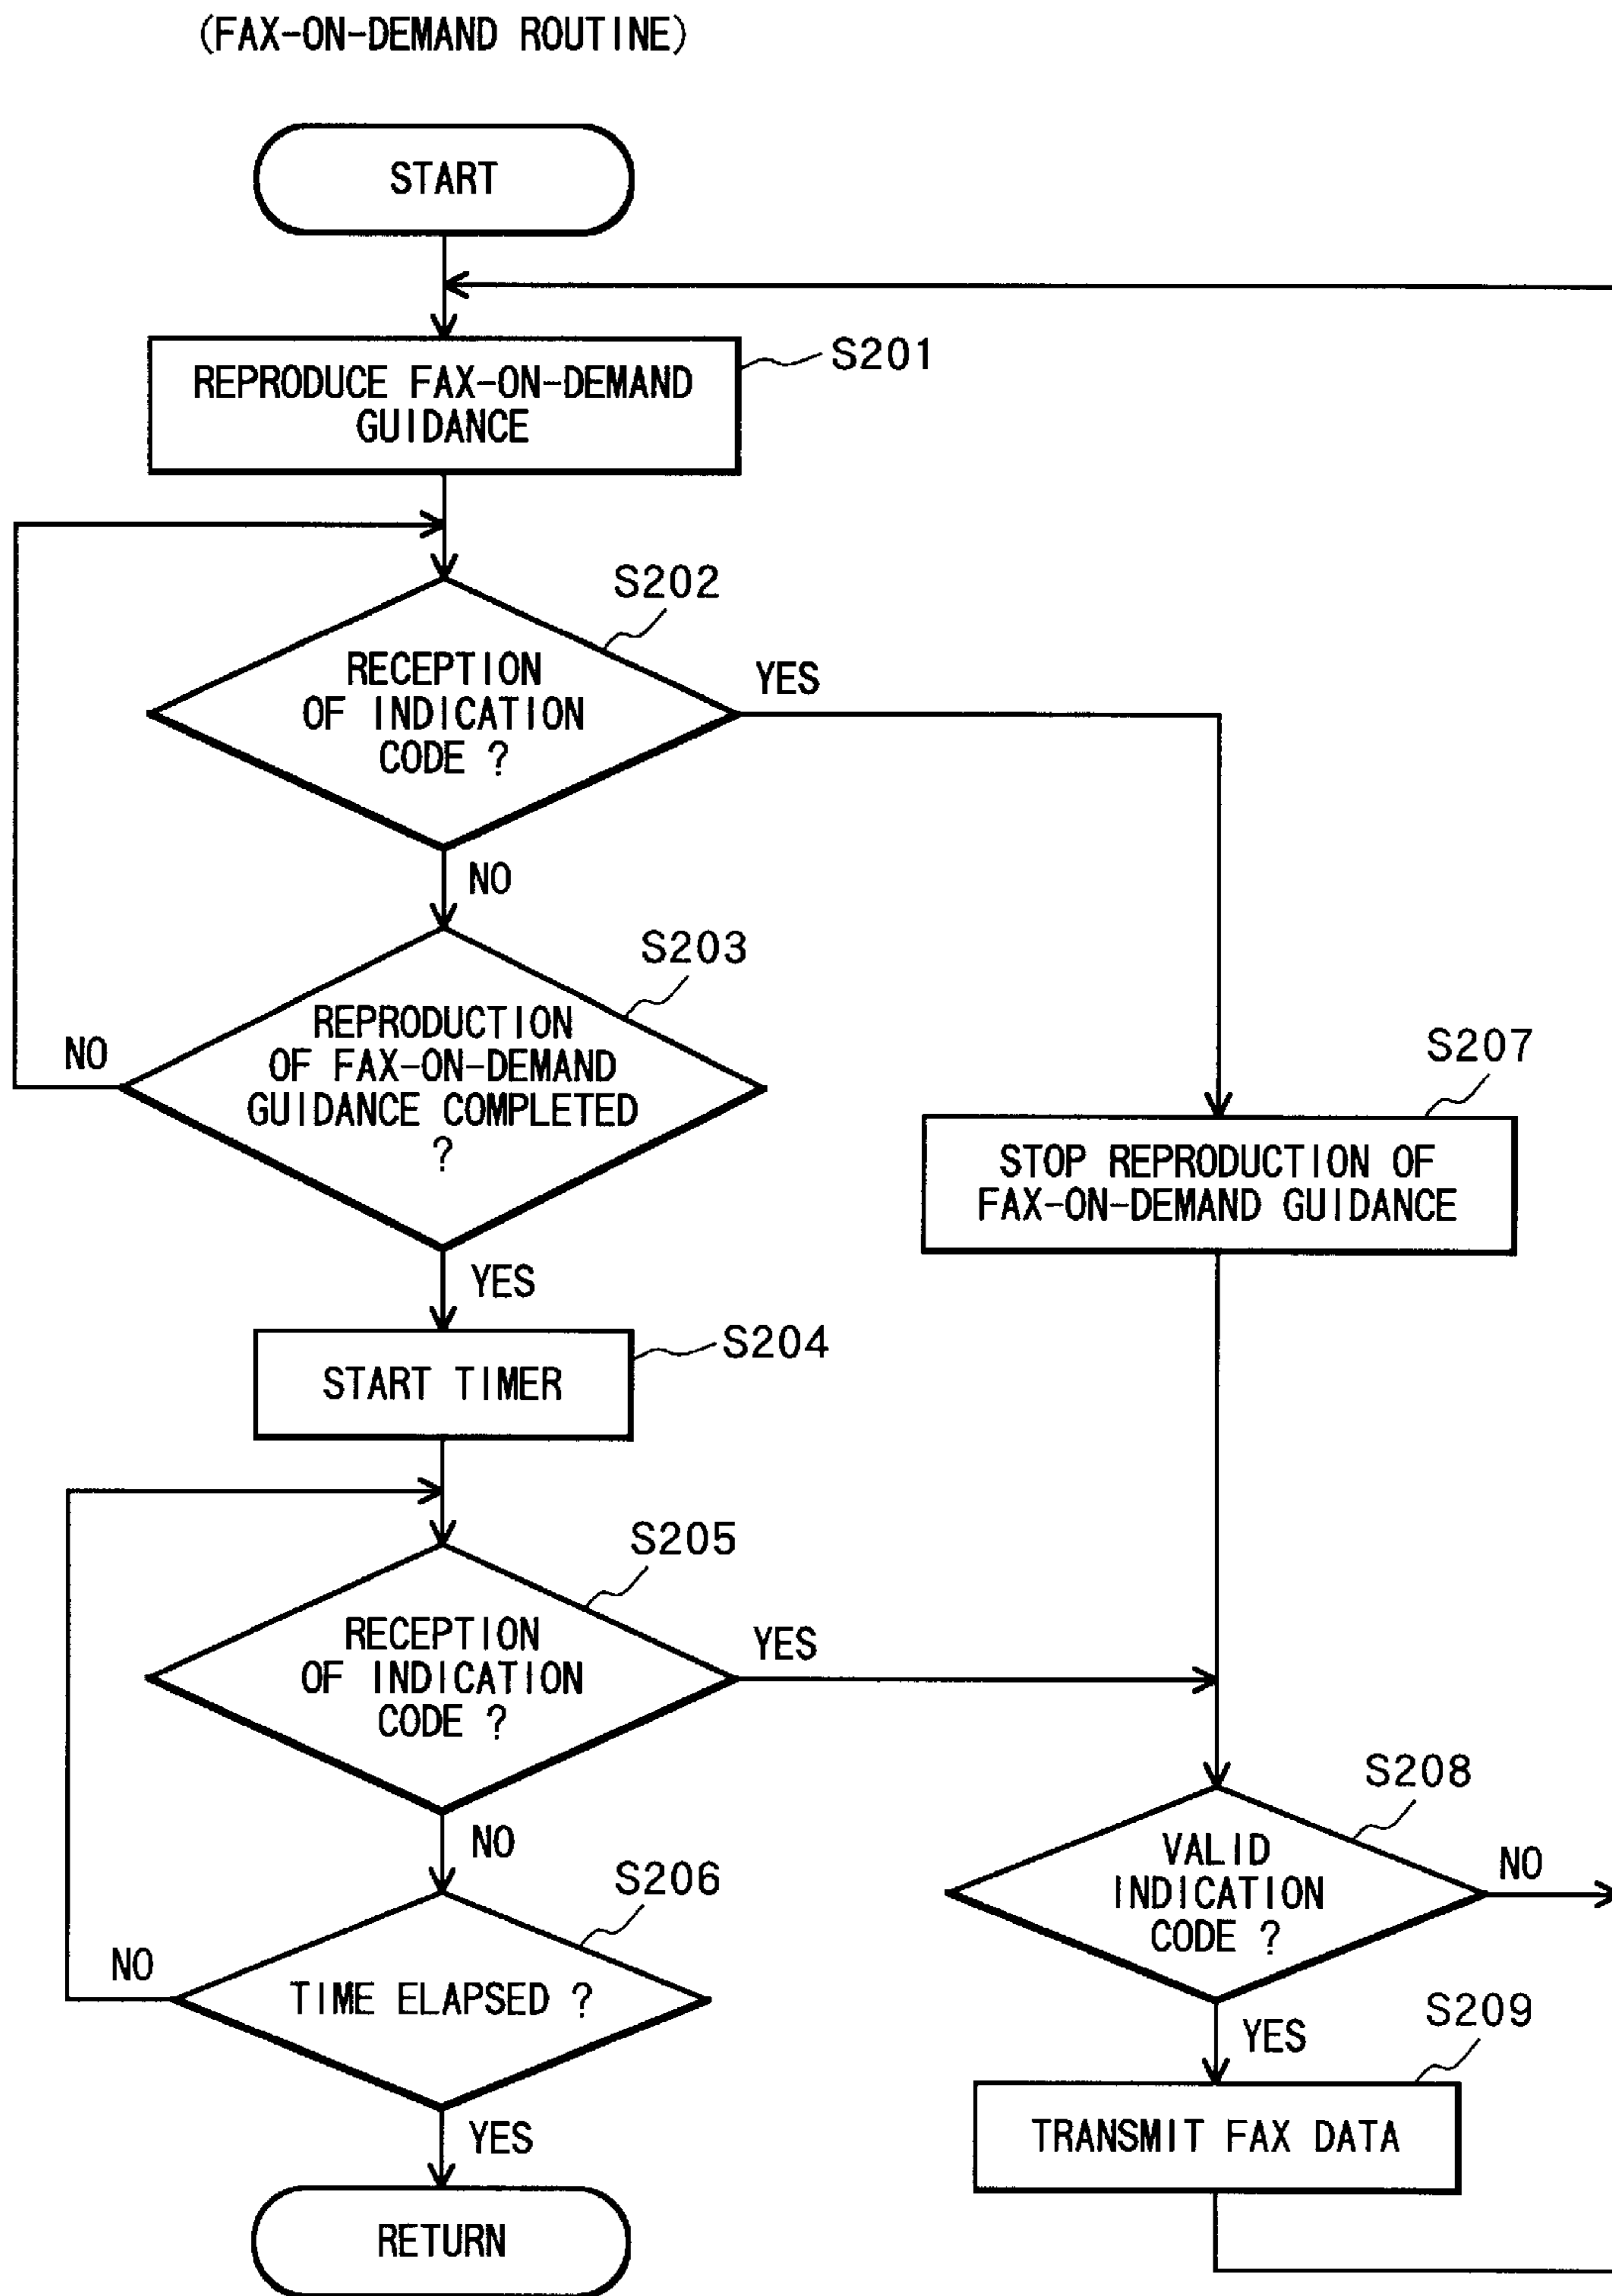 (FAX-ON-DEMAND ROUTINE)
START
S201
REPRODUCE FAX-ON-DEMAND
GUIDANCE
S202
RECEPTION
OF INDICATION
CODE ?
YES
NO
S203
REPRODUCTION
OF FAX-ON-DEMAND
GUIDANCE COMPLETED
?
NO
YES
S204
START TIMER
S205
RECEPTION
OF INDICATION
CODE ?
YES
NO
S206
TIME ELAPSED ?
NO
YES
RETURN
S207
STOP REPRODUCTION OF
FAX-ON-DEMAND GUIDANCE
S208
VALID
INDICATION
CODE ?
NO
YES
S209
TRANSMIT FAX DATA